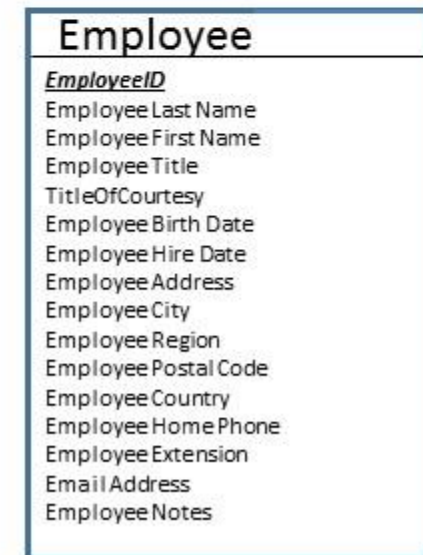 Employee
EmployeeID
Employee Last Name
Employee First Name
Employee Title
TitleOfCourtesy
Employee Birth Date
Employee Hire Date
Employee Address
Employee City
Employee Region
Employee Postal Code
Employee Country
Employee Home Phone
Employee Extension
Email Address
Employee Notes